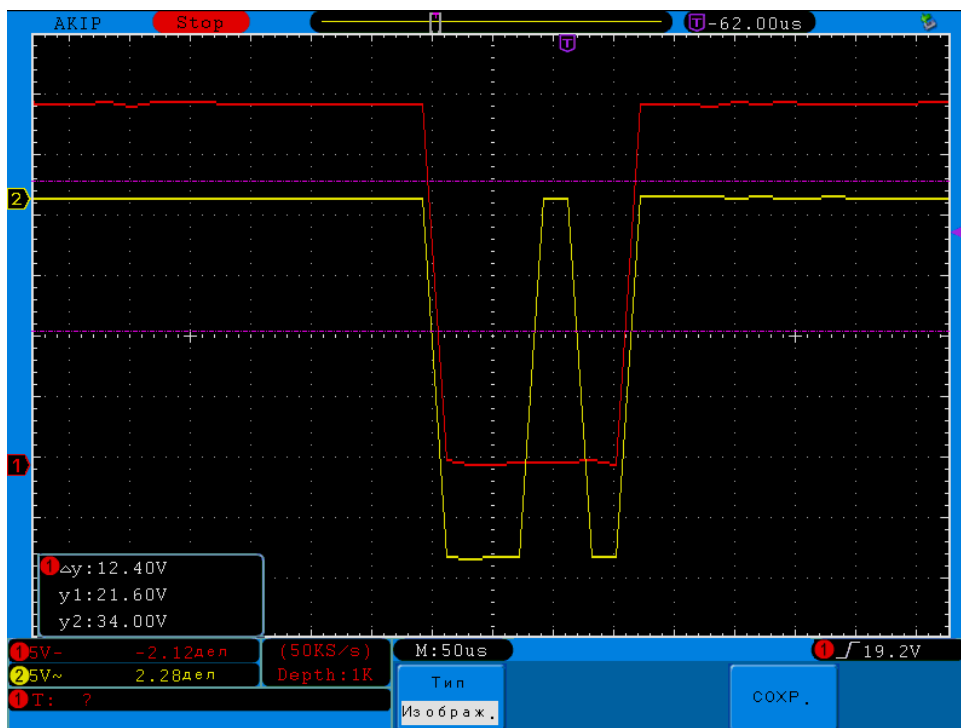 AKIP Stop T -62.00us
T
2
1
1 △y:12.40V
y1:21.60V
y2:34.00V
1 5V- -2.12дел (50KS/s) M:50us 1 19.2V
2 5V~ 2.28дел Depth:1K
1 T: ?
Тип
Изображ.
СОХР.